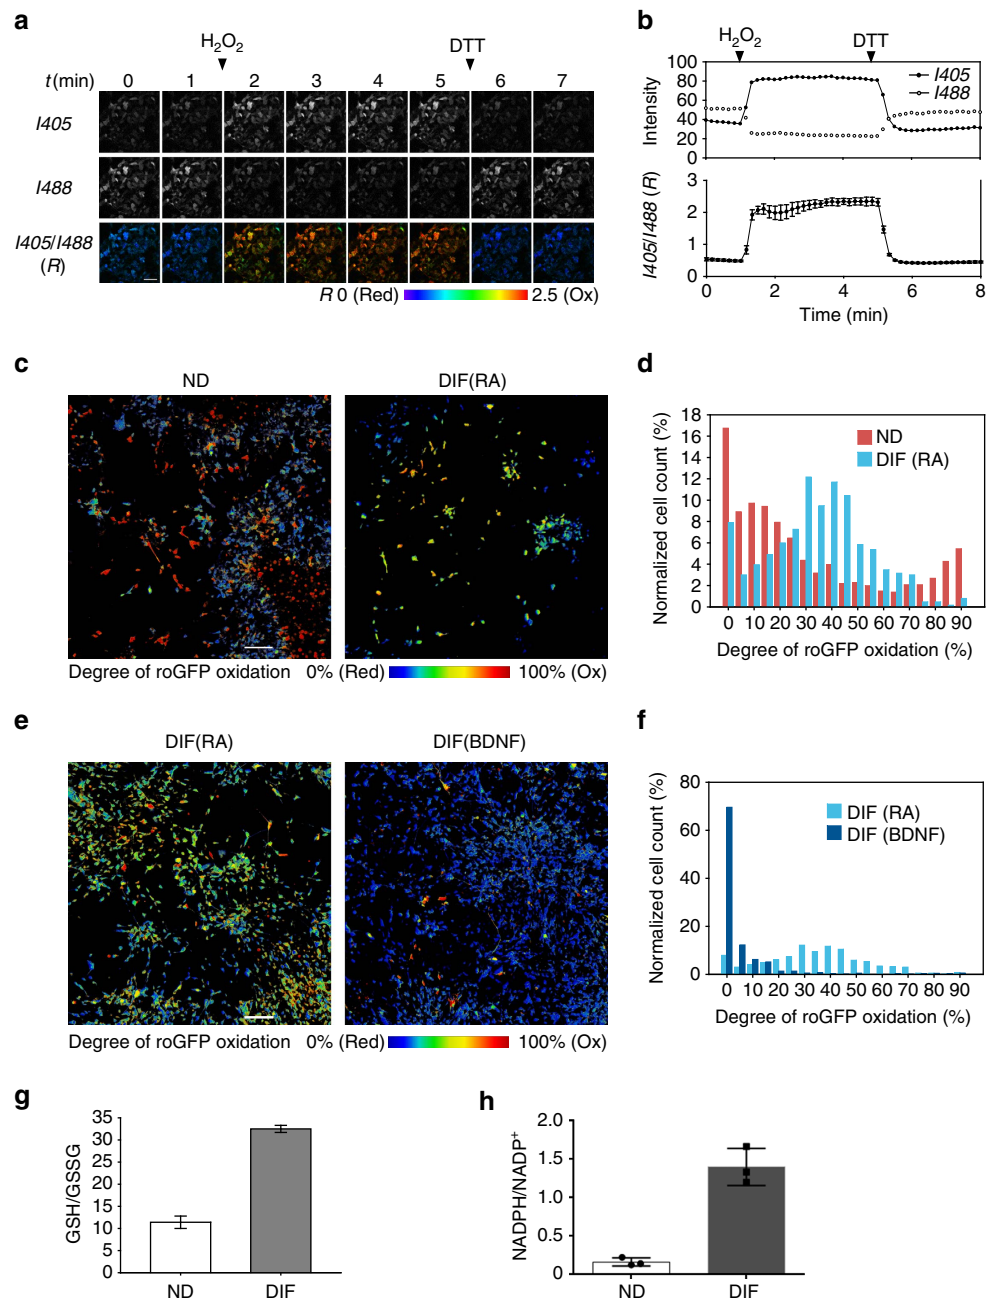 a
H2O2
DTT
t(min) 0 1 2 3 4 5 6 7
I405
I488
I405/I488
(R)
R 0 (Red) 2.5 (Ox)
b
H2O2
DTT
100
80
60
40
20
0
Intensity
I405
I488
3
2
1
0
I405/I488 (R)
0 2 4 6 8
Time (min)
c
ND
DIF(RA)
Degree of roGFP oxidation 0% (Red) 100% (Ox)
d
18
16
14
12
10
8
6
4
2
0
Normalized cell count (%)
ND
DIF (RA)
0 10 20 30 40 50 60 70 80 90
Degree of roGFP oxidation (%)
e
DIF(RA)
DIF(BDNF)
Degree of roGFP oxidation 0% (Red) 100% (Ox)
f
80
60
40
20
0
Normalized cell count (%)
DIF (RA)
DIF (BDNF)
0 10 20 30 40 50 60 70 80 90
Degree of roGFP oxidation (%)
g
35
30
25
20
15
10
5
0
GSH/GSSG
ND DIF
h
2.0
1.5
1.0
0.5
0
NADPH/NADP+
ND DIF